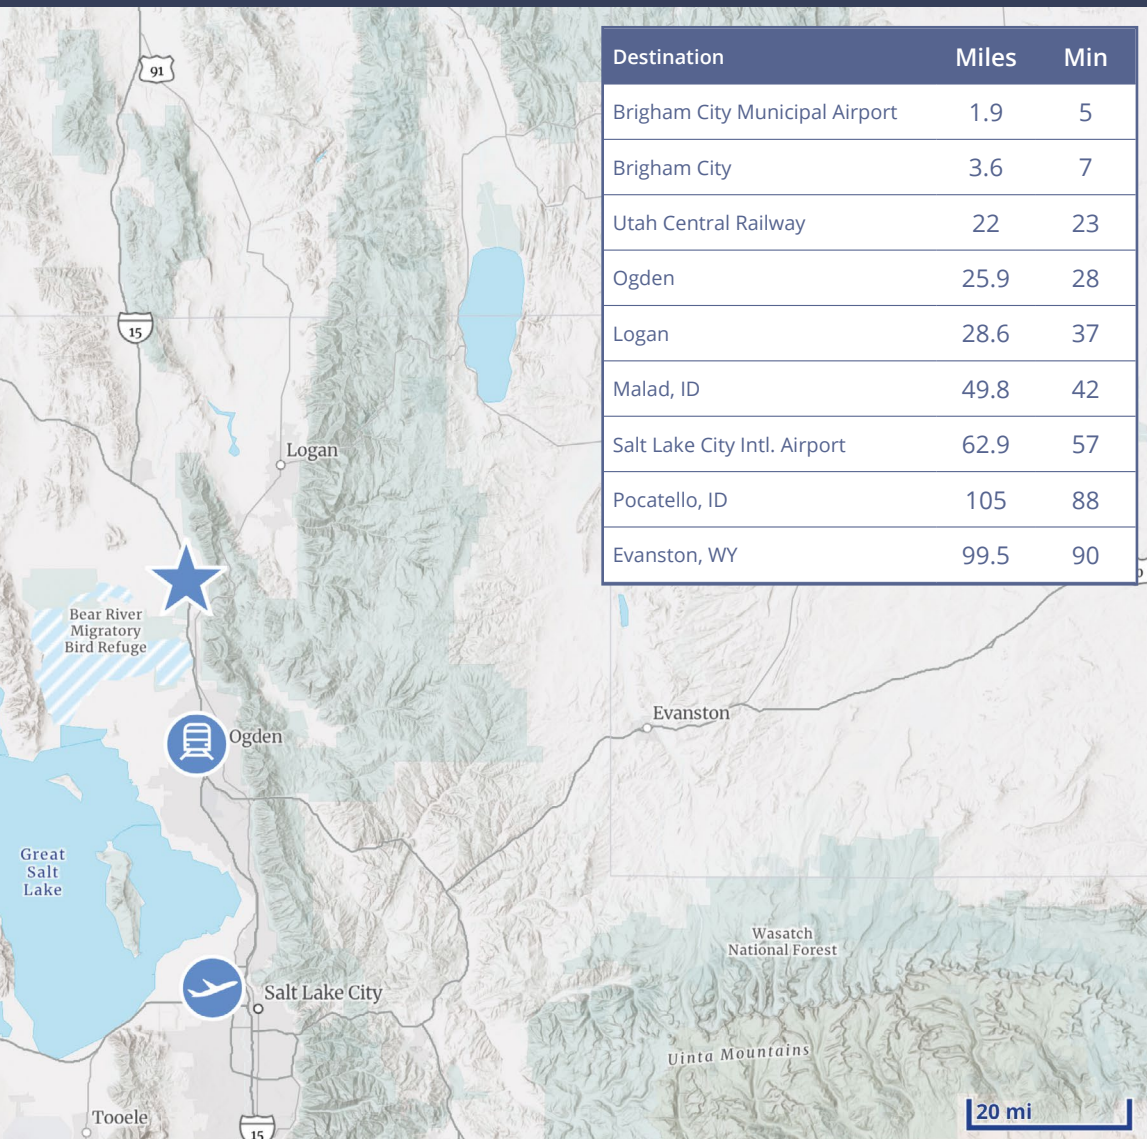 91
Destination Miles Min
Brigham City Municipal Airport 1.9 5
Brigham City 3.6 7
Utah Central Railway 22 23
Ogden 25.9 28
Logan 28.6 37
Malad, ID 49.8 42
Salt Lake City Intl. Airport 62.9 57
Pocatello, ID 105 88
Evanston, WY 99.5 90
15
Logan
Bear River
Migratory
Bird Refuge
Evanston
Ogden
Great
Salt
Lake
Wasatch
National Forest
Salt Lake City
Uinta Mountains
20 mi
Tooele
15